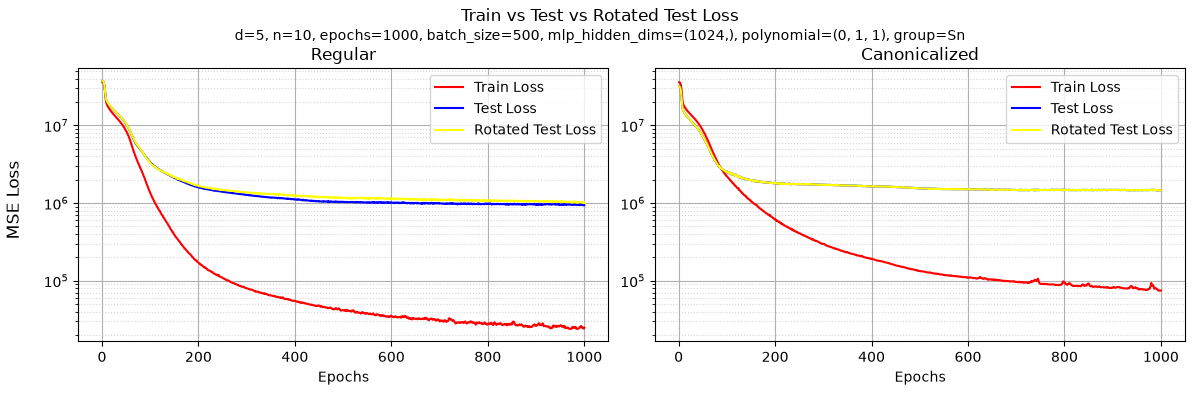 Train vs Test vs Rotated Test Loss
d=5, n=10, epochs=1000, batch_size=500, mlp_hidden_dims=(1024,), polynomial=(0, 1, 1), group=Sn
Regular
Train Loss
Test Loss
Rotated Test Loss
10^7
10^6
10^5
MSE Loss
0 200 400 600 800 1000
Epochs
Canonicalized
Train Loss
Test Loss
Rotated Test Loss
10^7
10^6
10^5
0 200 400 600 800 1000
Epochs